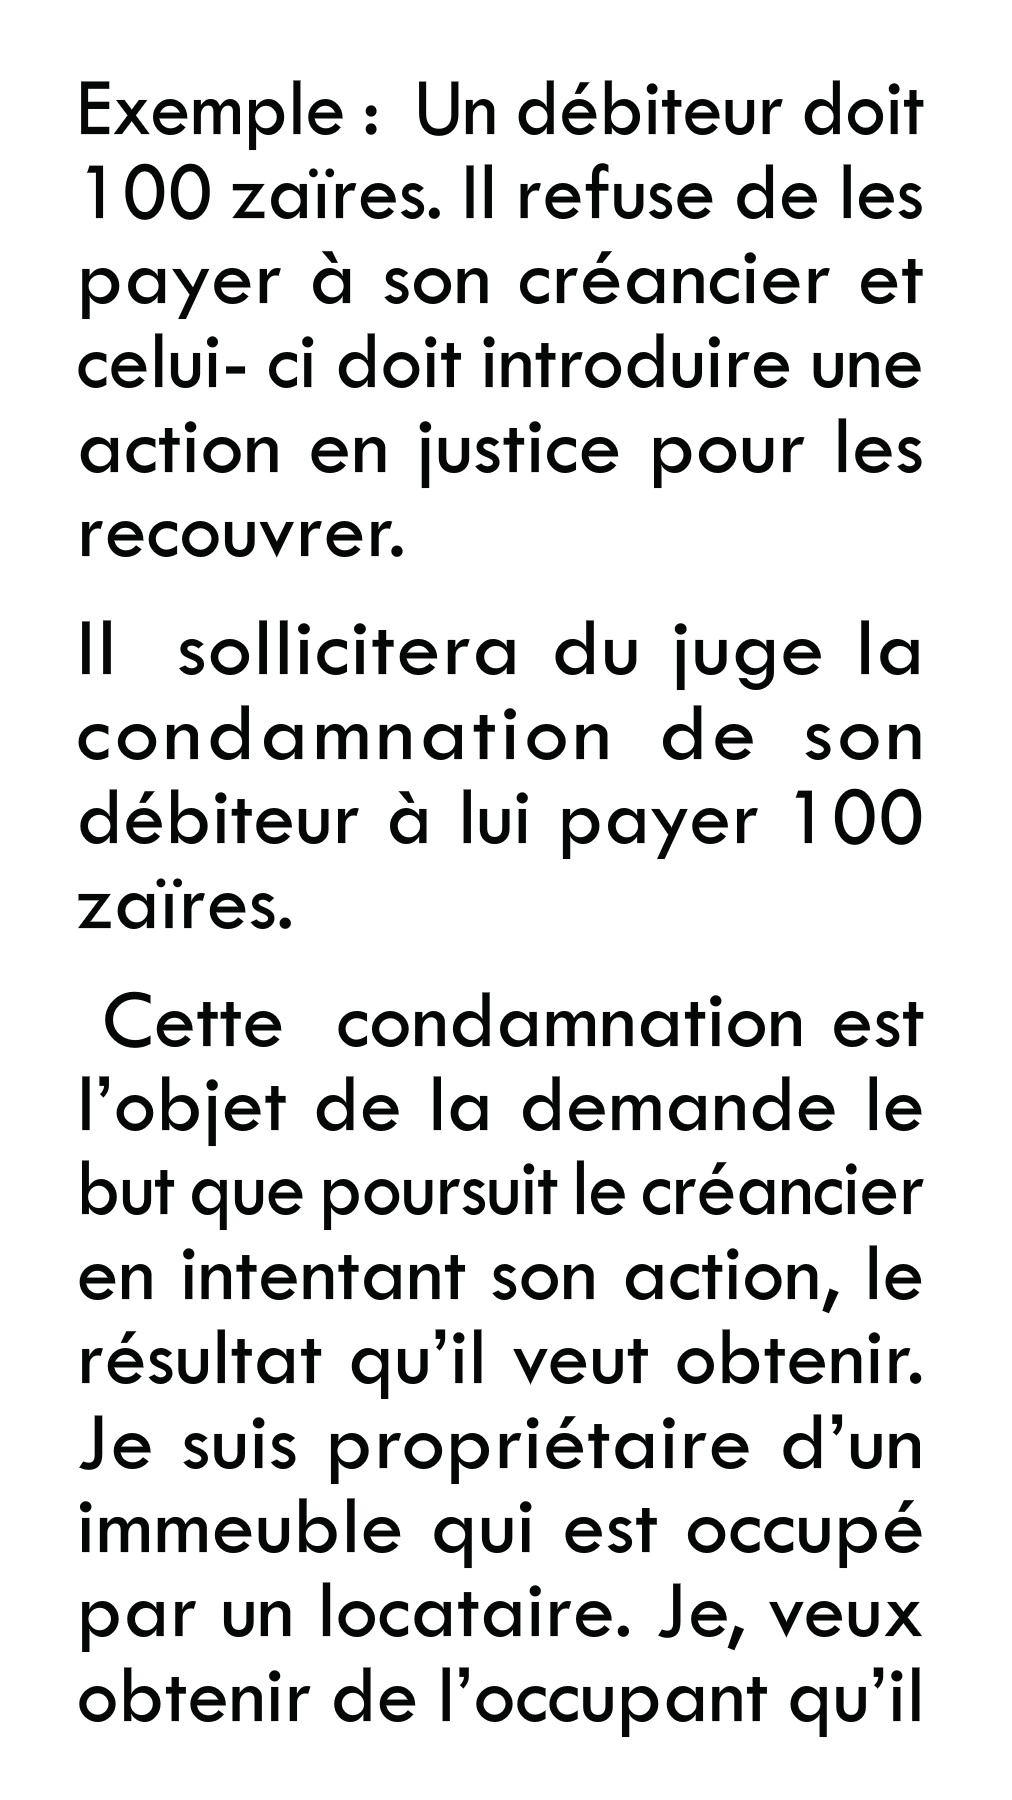 Exemple : Un débiteur doit
100 zaïres. Il refuse de les
payer à son créancier et
celui- ci doit introduire une
action en justice pour les
recouvrer.
Il sollicitera du juge la
condamnation de son
débiteur à lui payer 100
zaïres.
Cette condamnation est
l’objet de la demande le
but que poursuit le créancier
en intentant son action, le
résultat qu’il veut obtenir.
Je suis propriétaire d’un
immeuble qui est occupé
par un locataire. Je, veux
obtenir de l’occupant qu’il